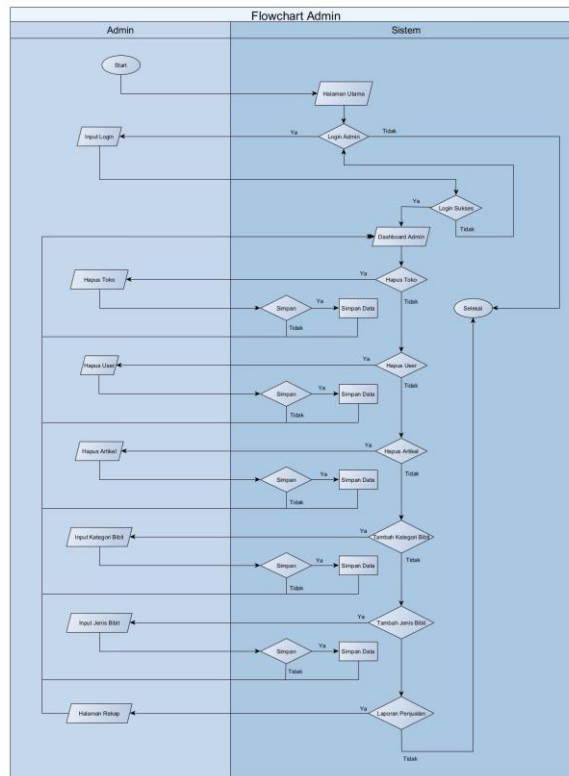 Flowchart Admin
Admin
Sistem
Start
Halaman Utama
Input Login
Ya
Login Admin
Tidak
Ya
Login Sukses
Tidak
Dashboard Admin
Hapus Toko
Ya
Hapus Toko
Tidak
Simpan
Ya
Simpan Data
Tidak
Selesai
Hapus User
Ya
Hapus User
Tidak
Simpan
Ya
Simpan Data
Tidak
Hapus Artikel
Ya
Hapus Artikel
Tidak
Simpan
Ya
Simpan Data
Tidak
Input Kategori Bibit
Ya
Tambah Kategori Bibit
Tidak
Simpan
Ya
Simpan Data
Tidak
Input Jenis Bibit
Ya
Tambah Jenis Bibit
Tidak
Simpan
Ya
Simpan Data
Tidak
Halaman Rekap
Ya
Laporan Penjualan
Tidak